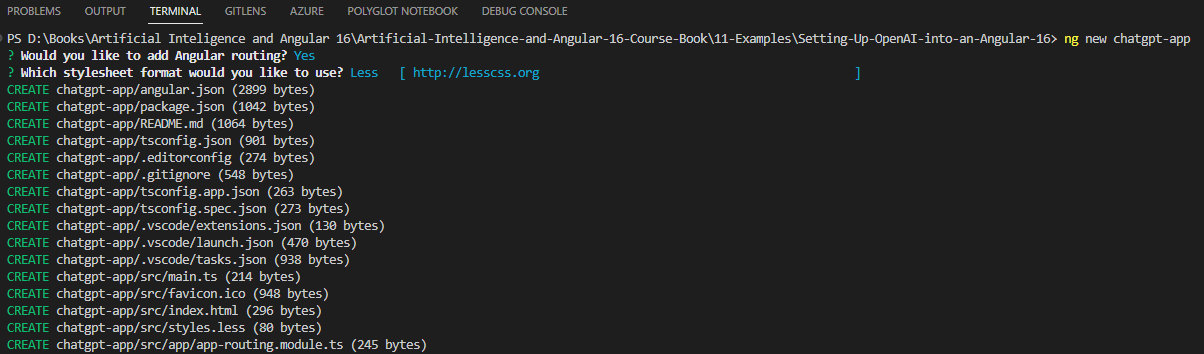 PROBLEMS OUTPUT TERMINAL GITLENS AZURE POLYGLOT NOTEBOOK DEBUG CONSOLE
PS D:\Books\Artificial Inteligence and Angular 16\Artificial-Intelligence-and-Angular-16-Course-Book\11-Examples\Setting-Up-OpenAI-into-an-Angular-16> ng new chatgpt-app
? Would you like to add Angular routing? Yes
? Which stylesheet format would you like to use? Less [ http://lesscss.org ]
CREATE chatgpt-app/angular.json (2899 bytes)
CREATE chatgpt-app/package.json (1042 bytes)
CREATE chatgpt-app/README.md (1064 bytes)
CREATE chatgpt-app/tsconfig.json (901 bytes)
CREATE chatgpt-app/.editorconfig (274 bytes)
CREATE chatgpt-app/.gitignore (548 bytes)
CREATE chatgpt-app/tsconfig.app.json (263 bytes)
CREATE chatgpt-app/tsconfig.spec.json (273 bytes)
CREATE chatgpt-app/.vscode/extensions.json (130 bytes)
CREATE chatgpt-app/.vscode/launch.json (470 bytes)
CREATE chatgpt-app/.vscode/tasks.json (938 bytes)
CREATE chatgpt-app/src/main.ts (214 bytes)
CREATE chatgpt-app/src/favicon.ico (948 bytes)
CREATE chatgpt-app/src/index.html (296 bytes)
CREATE chatgpt-app/src/styles.less (80 bytes)
CREATE chatgpt-app/src/app/app-routing.module.ts (245 bytes)